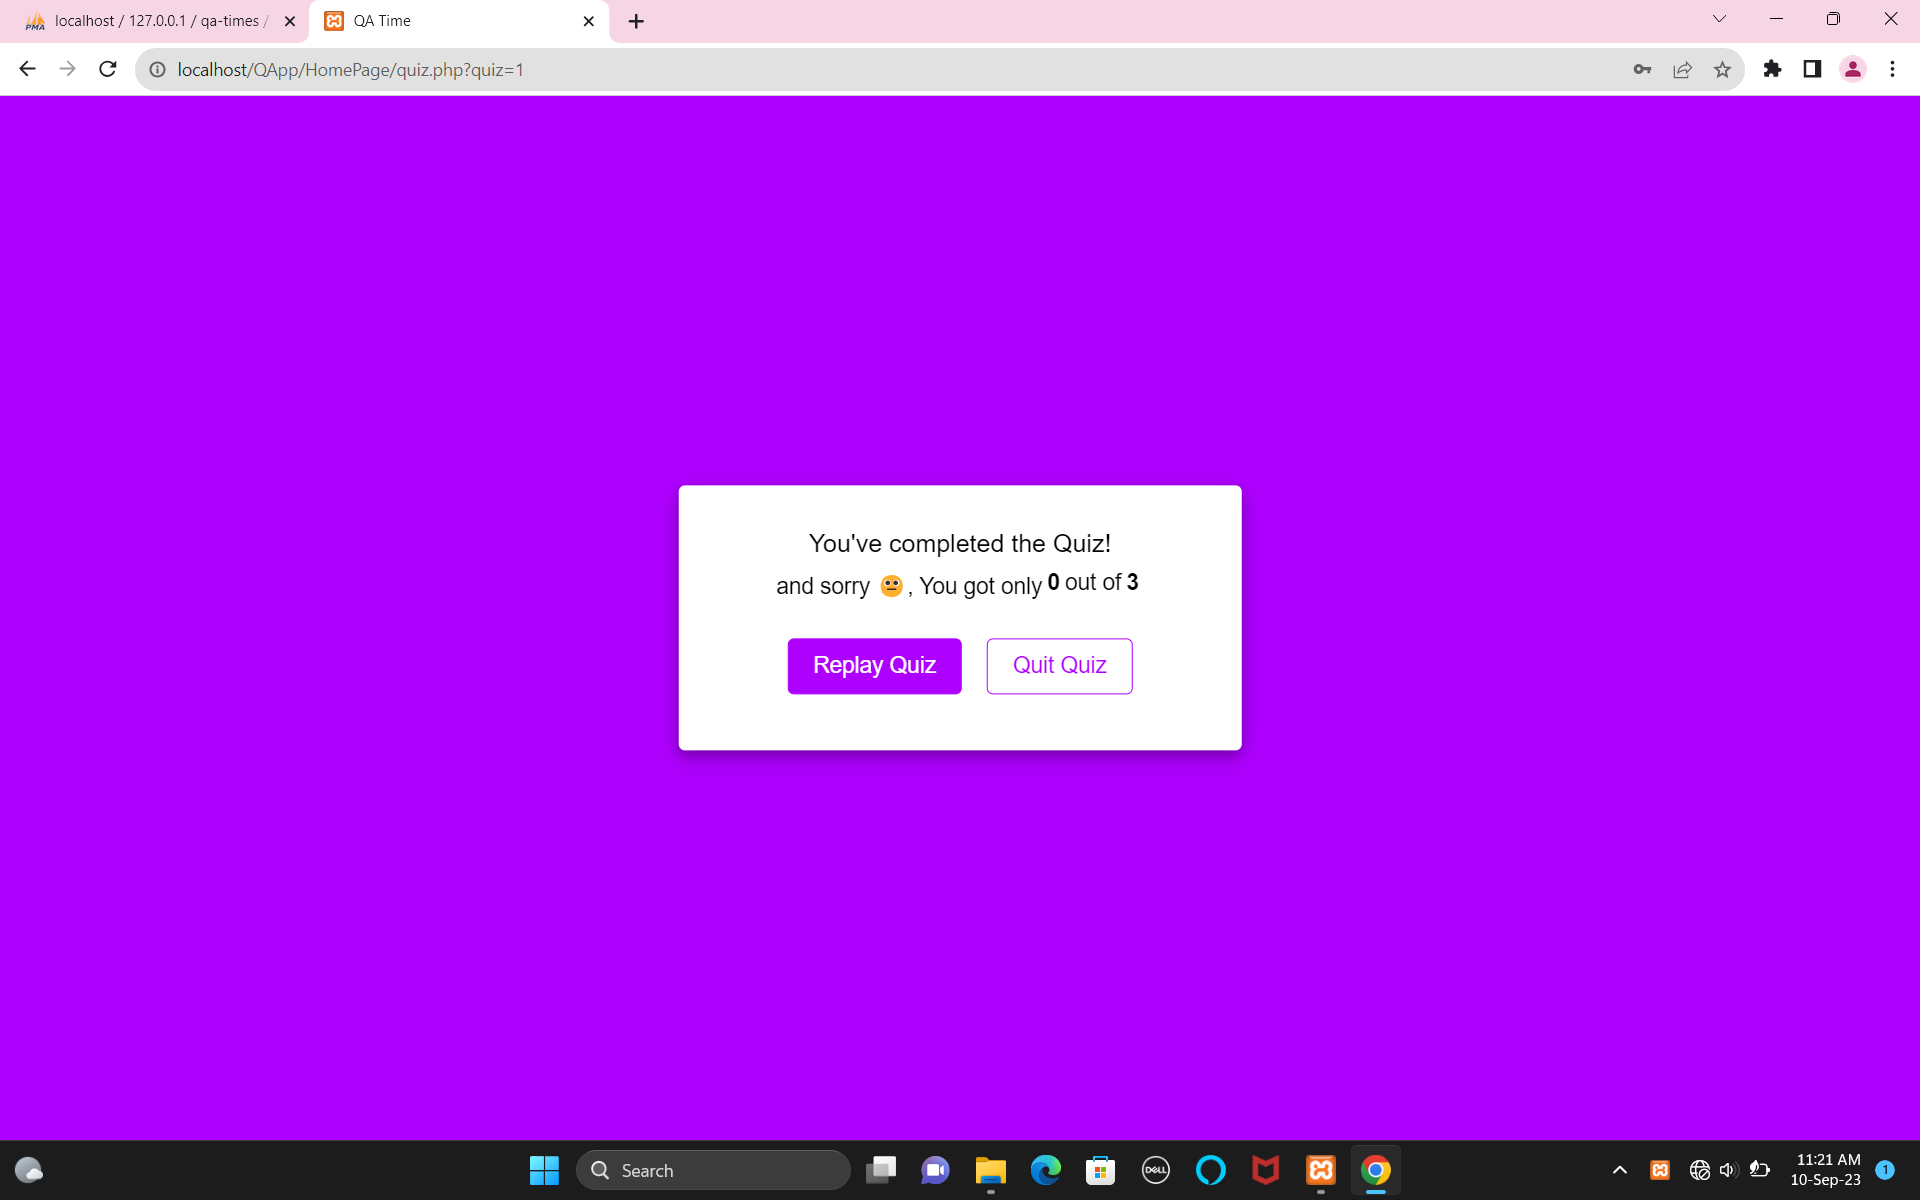 PMA localhost / 127.0.0.1 / qa-times /
QA Time
localhost/QApp/HomePage/quiz.php?quiz=1
You've completed the Quiz!
and sorry 😐, You got only 0 out of 3
Replay Quiz
Quit Quiz
Search
DELL
11:21 AM
10-Sep-23
1